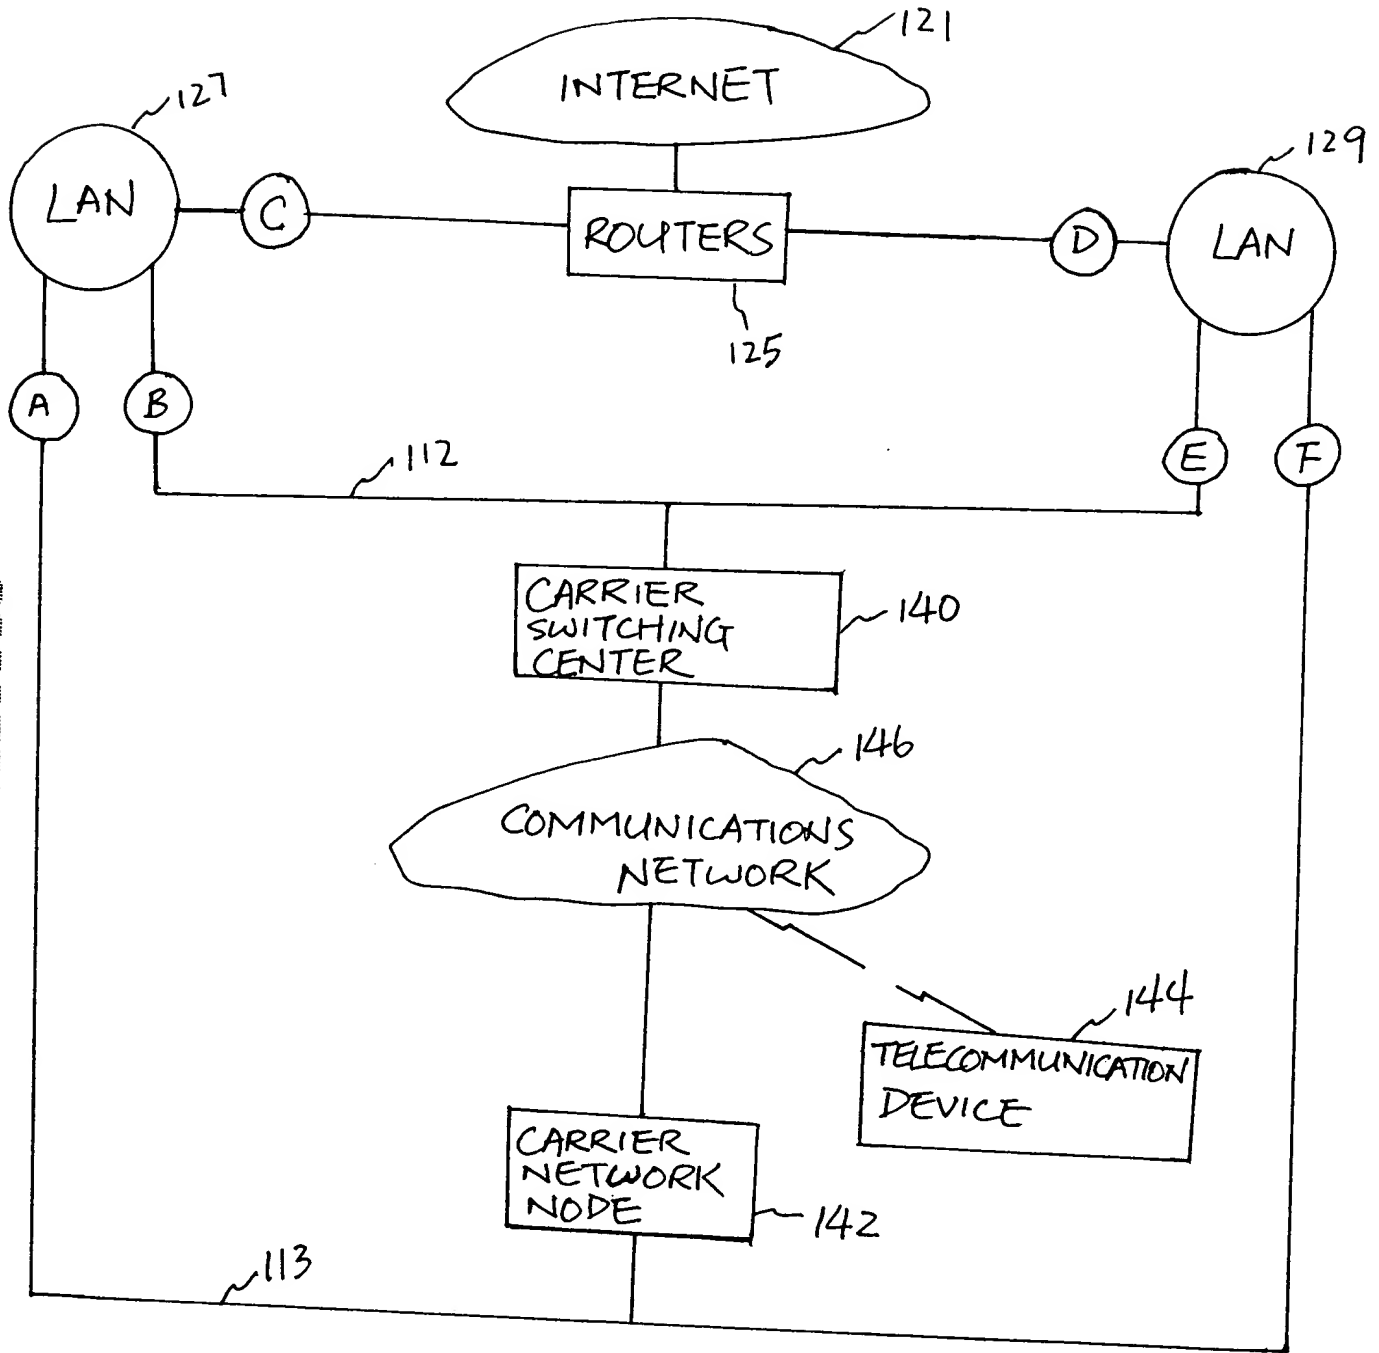 121
INTERNET
127
129
LAN
C
ROUTERS
D
LAN
125
A
B
112
E
F
CARRIER
SWITCHING
CENTER
140
146
COMMUNICATIONS
NETWORK
144
TELECOMMUNICATION
DEVICE
CARRIER
NETWORK
NODE
142
113